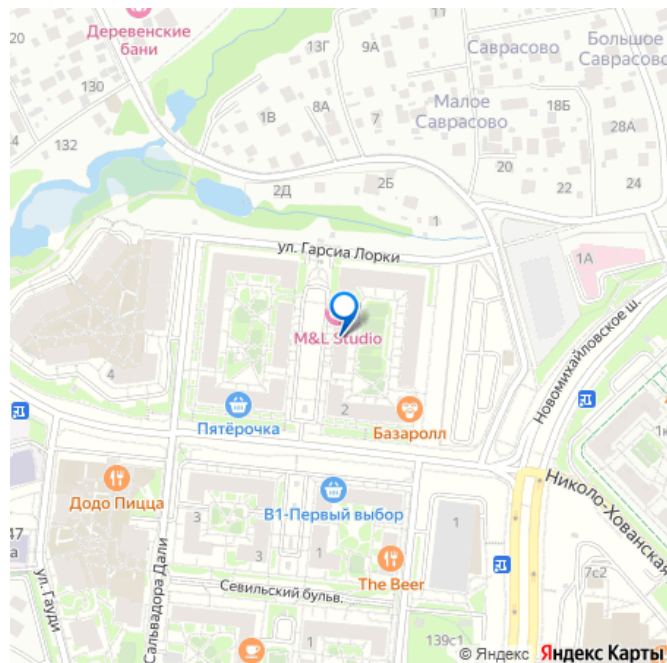 Деревенские
бани
13Г
9А
Саврасово
Большое
Саврасово
130
1В
8А
7
Малое
Саврасово
18Б
28А
20
132
2Д
2Б
20
22
24
1
ул. Гарсиа Лорки
1А
M&L Studio
Новомихайловское ш.
4
2
Пятёрочка
Базаролл
1к
Додо Пицца
В1-Первый выбор
Николо-Хованская
47
а
3
1
ул. Гауди
Сальвадора Дали
3
1
The Beer
7с2
Севильский бульв.
1
139с1
© Яндекс Яндекс Карты